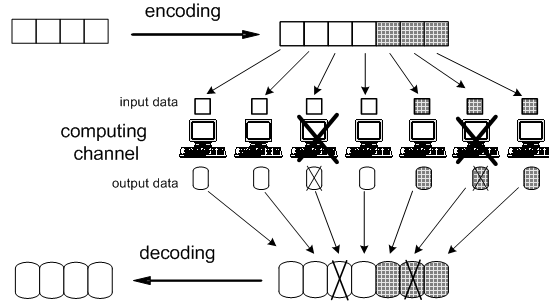 encoding
input data
computing
channel
output data
decoding